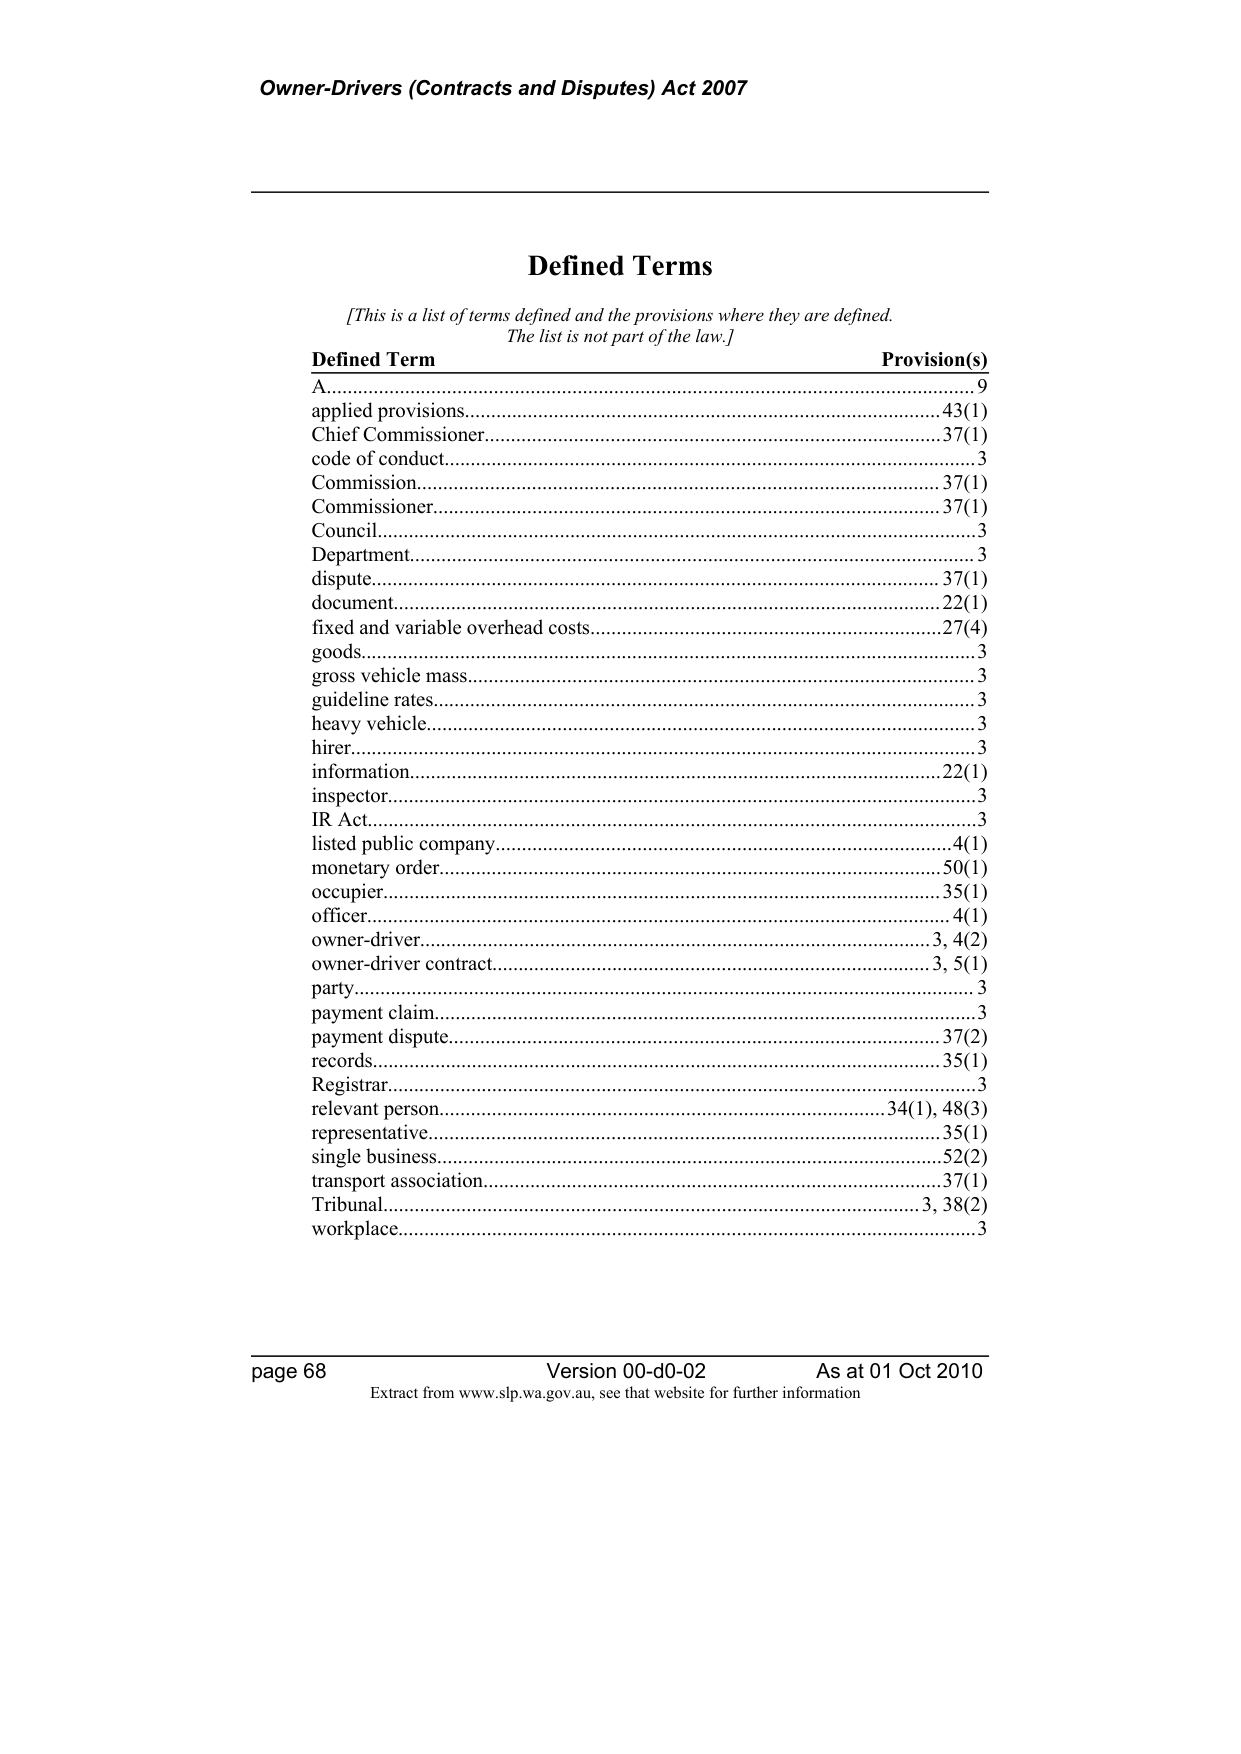 Owner-Drivers (Contracts and Disputes) Act 2007
Defined Terms
[This is a list of terms defined and the provisions where they are defined.
The list is not part of the law.]
Defined Term Provision(s)
A 9
applied provisions 43(1)
Chief Commissioner 37(1)
code of conduct 3
Commission 37(1)
Commissioner 37(1)
Council 3
Department 3
dispute 37(1)
document 22(1)
fixed and variable overhead costs 27(4)
goods 3
gross vehicle mass 3
guideline rates 3
heavy vehicle 3
hirer 3
information 22(1)
inspector 3
IR Act 3
listed public company 4(1)
monetary order 50(1)
occupier 35(1)
officer 4(1)
owner-driver 3, 4(2)
owner-driver contract 3, 5(1)
party 3
payment claim 3
payment dispute 37(2)
records 35(1)
Registrar 3
relevant person 34(1), 48(3)
representative 35(1)
single business 52(2)
transport association 37(1)
Tribunal 3, 38(2)
workplace 3
page 68 Version 00-d0-02 As at 01 Oct 2010
Extract from www.slp.wa.gov.au, see that website for further information